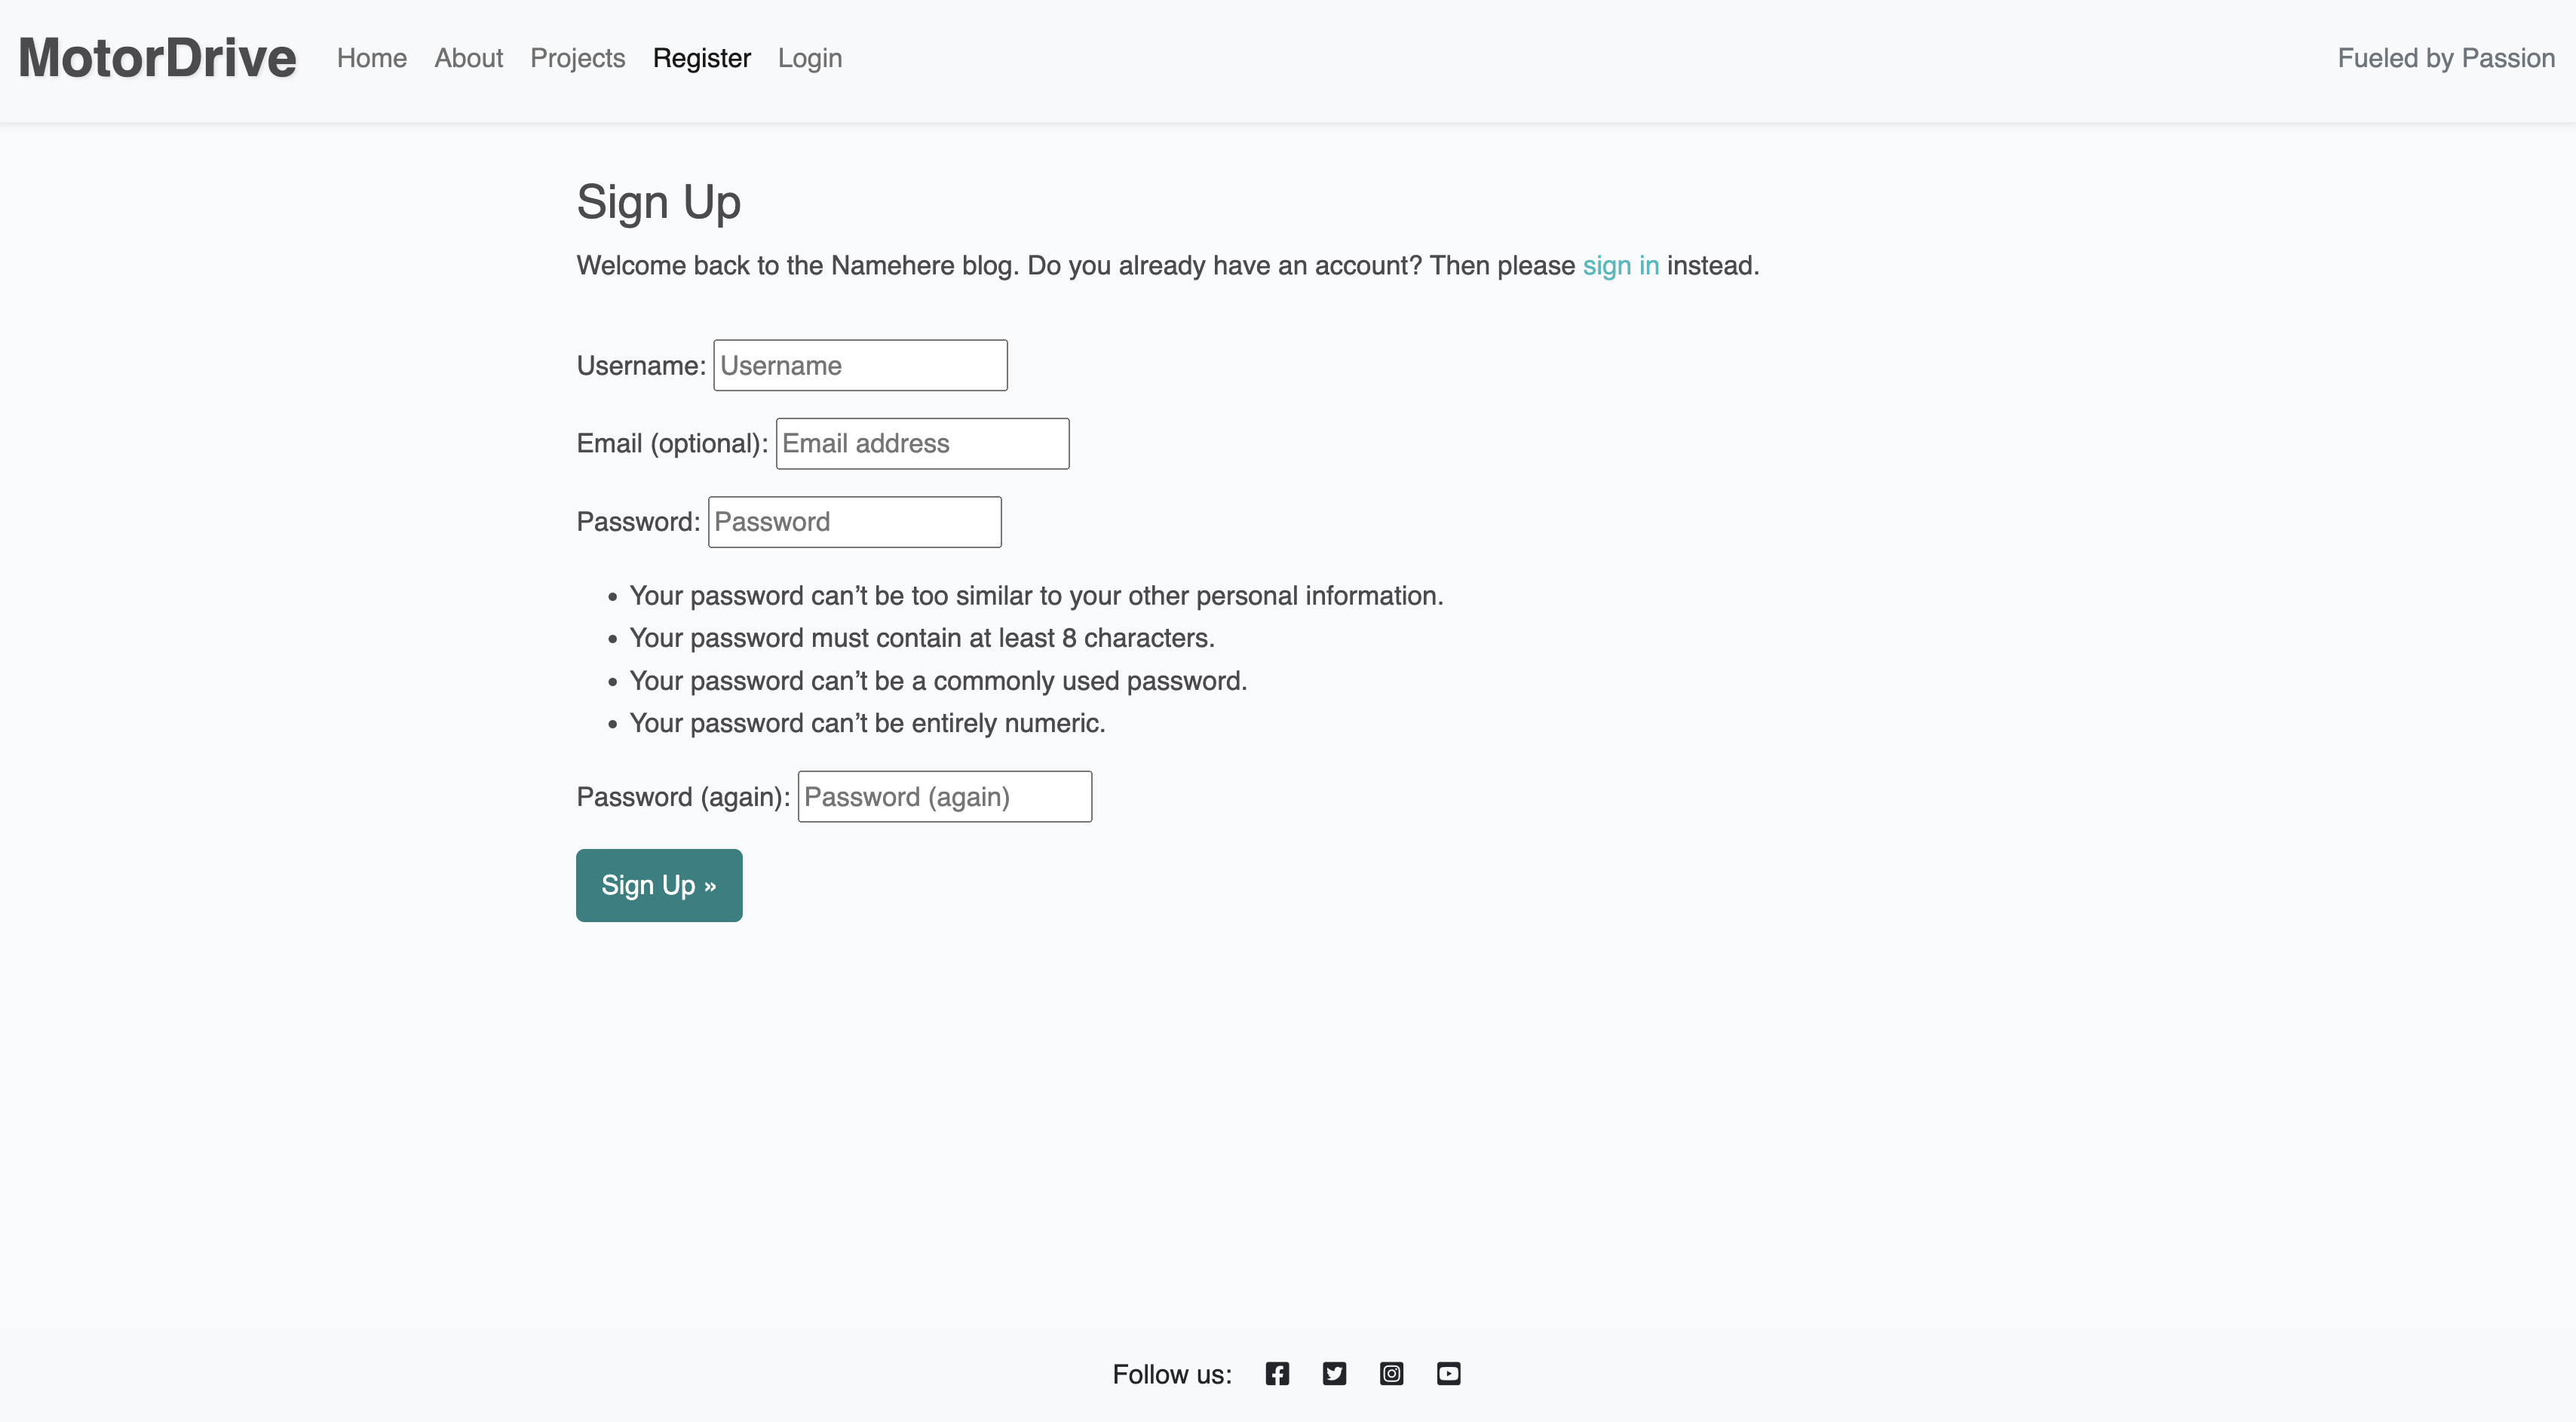 MotorDrive Home About Projects Register Login Fueled by Passion
Sign Up
Welcome back to the Namehere blog. Do you already have an account? Then please sign in instead.
Username: Username
Email (optional): Email address
Password: Password
• Your password can’t be too similar to your other personal information.
• Your password must contain at least 8 characters.
• Your password can’t be a commonly used password.
• Your password can’t be entirely numeric.
Password (again): Password (again)
Sign Up »
Follow us: